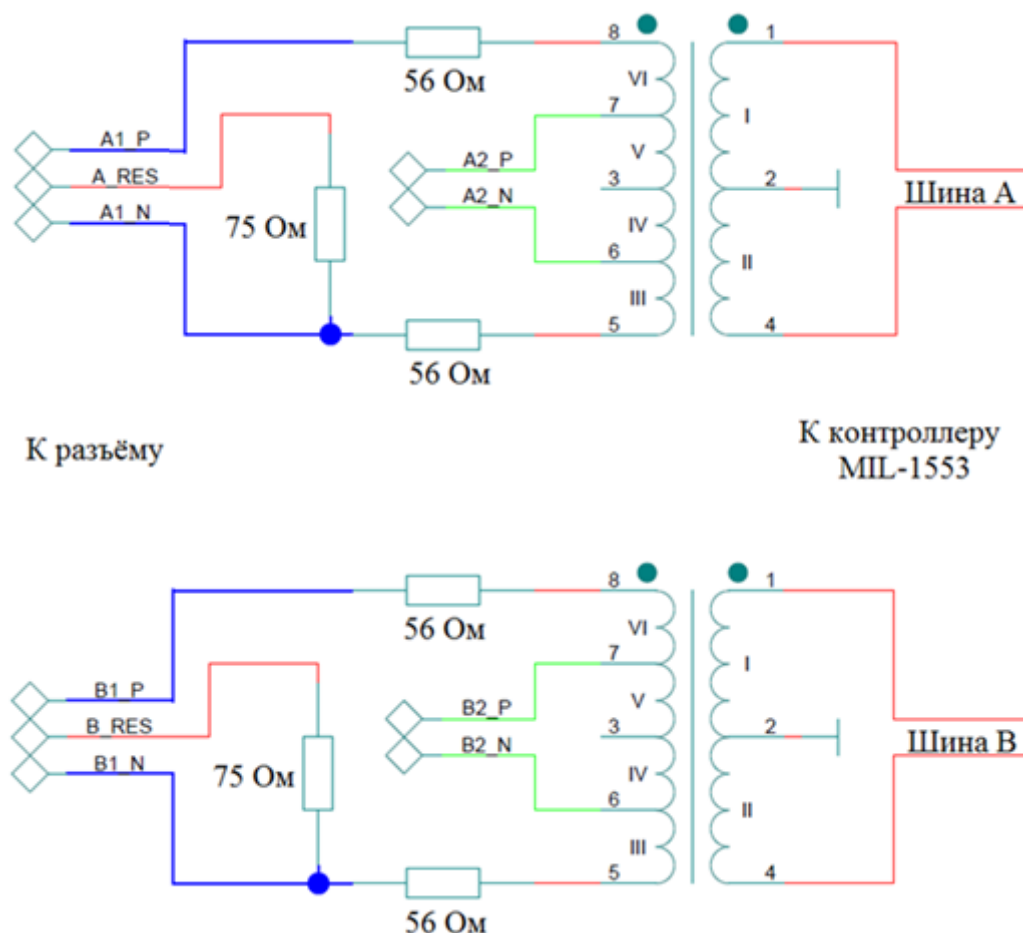 8
1
56 Ом
VI
I
7
A1_P
A2_P
V
A_RES
3
2
Шина А
A1_N
A2_N
75 Ом
IV
6
II
III
5
4
56 Ом
К разъёму
К контроллеру
MIL-1553
8
1
56 Ом
VI
I
7
B1_P
B2_P
V
B_RES
3
2
Шина В
B1_N
B2_N
75 Ом
IV
6
II
III
5
4
56 Ом